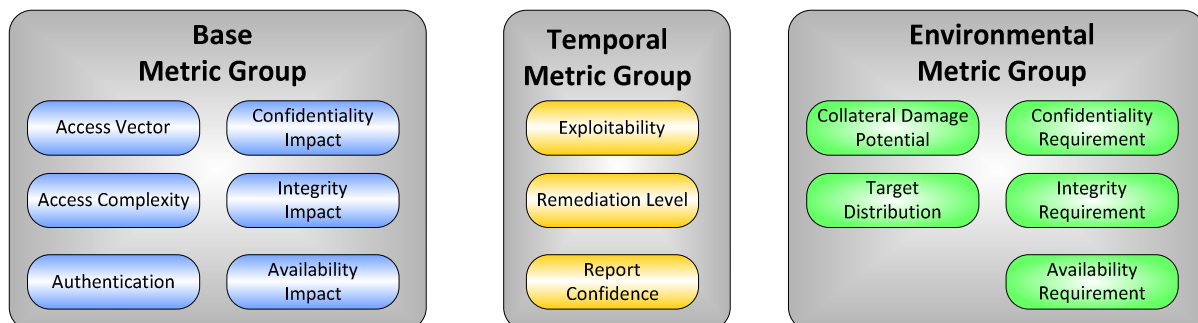 Base
Metric Group
Access Vector
Confidentiality
Impact
Access Complexity
Integrity
Impact
Authentication
Availability
Impact
Temporal
Metric Group
Exploitability
Remediation Level
Report
Confidence
Environmental
Metric Group
Collateral Damage
Potential
Confidentiality
Requirement
Target
Distribution
Integrity
Requirement
Availability
Requirement